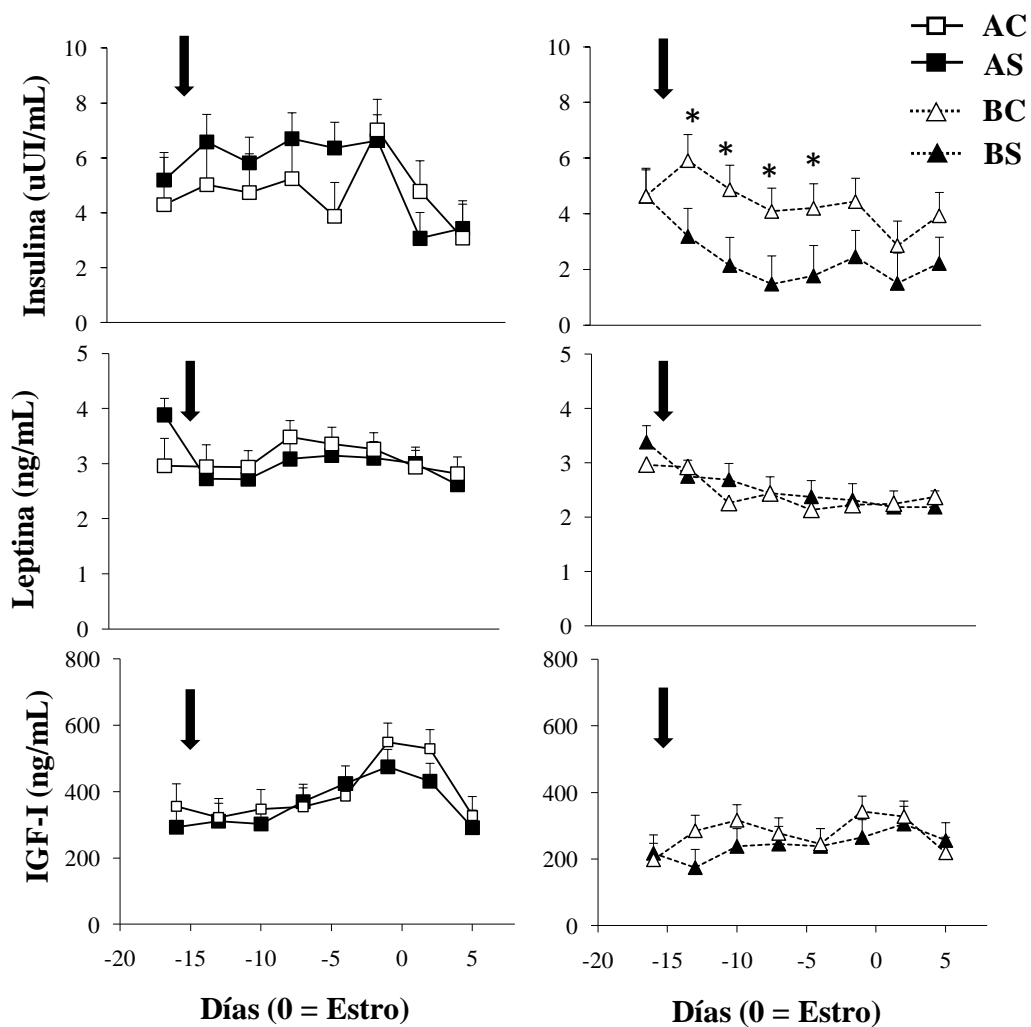 AC
AS
BC
BS
Insulina (uUI/mL)
10
8
6
4
2
0
10
8
6
4
2
0
* * * *
Leptina (ng/mL)
5
4
3
2
1
0
5
4
3
2
1
0
IGF-I (ng/mL)
800
600
400
200
0
800
600
400
200
0
-20 -15 -10 -5 0 5
-20 -15 -10 -5 0 5
Días (0 = Estro)
Días (0 = Estro)